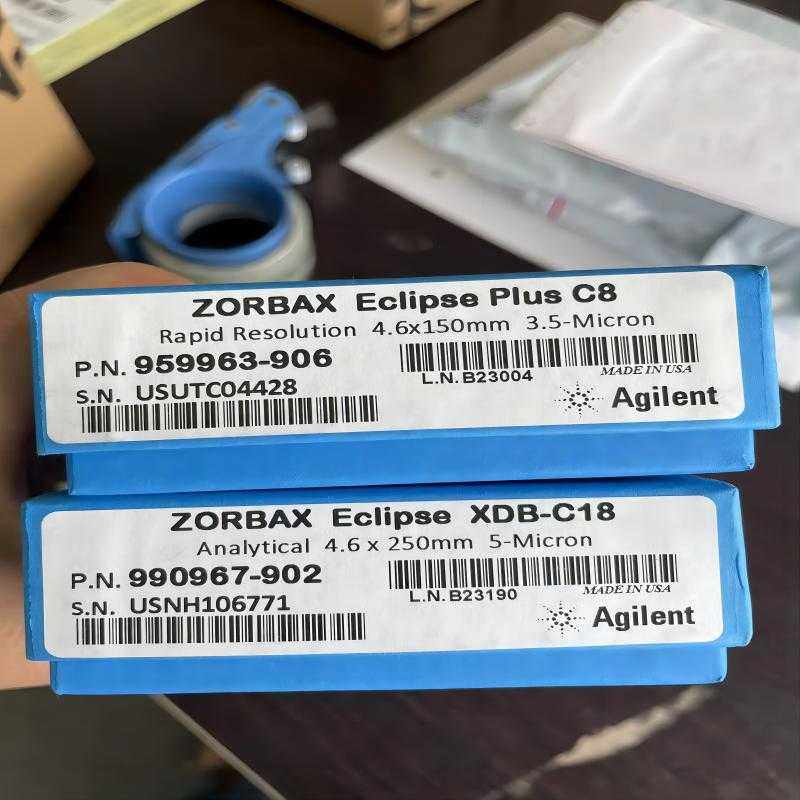 ZORBAX Eclipse Plus C8
Rapid Resolution 4.6x150mm 3.5-Micron
P.N. 959963-906
S.N. USUTC04428
L.N. B23004
MADE IN USA
Agilent
ZORBAX Eclipse XDB-C18
Analytical 4.6 x 250mm 5-Micron
P.N. 990967-902
S.N. USNH106771
L.N. B23190
MADE IN USA
Agilent